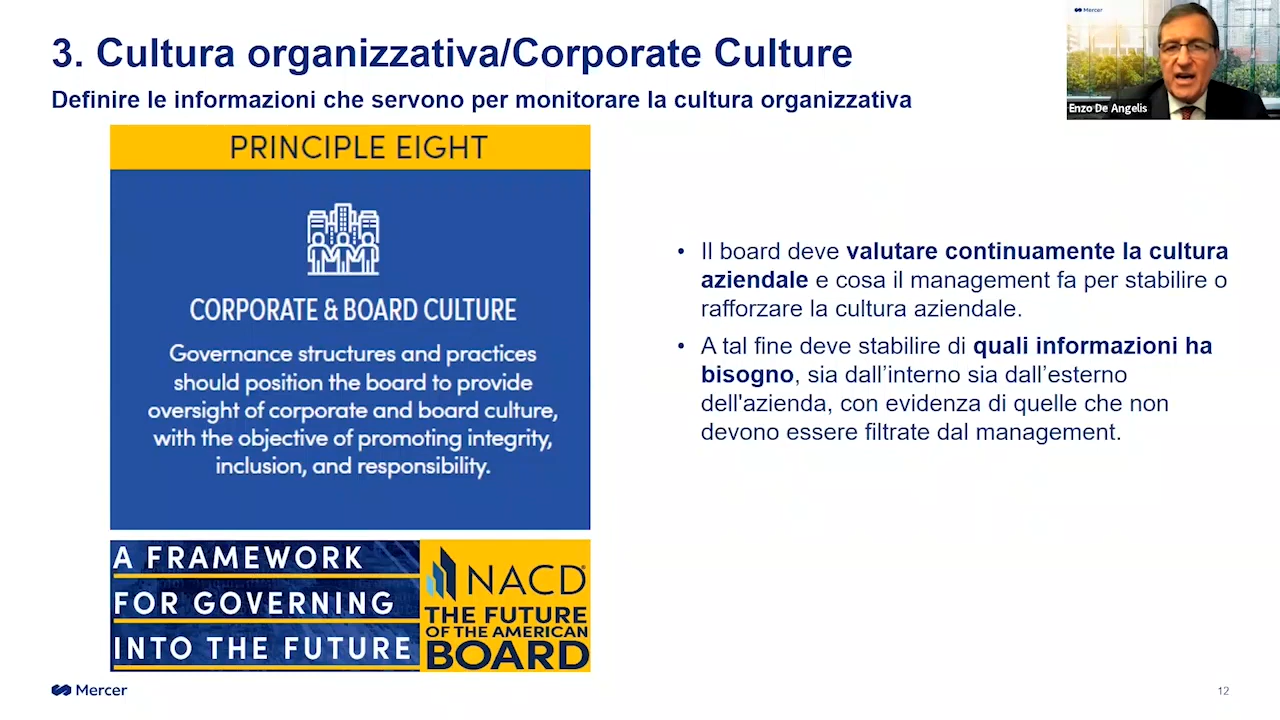 3. Cultura organizzativa/Corporate Culture
Definire le informazioni che servono per monitorare la cultura organizzativa
Mercer
Enzo De Angelis
PRINCIPLE EIGHT
CORPORATE & BOARD CULTURE
Governance structures and practices
should position the board to provide
oversight of corporate and board culture,
with the objective of promoting integrity,
inclusion, and responsibility.
• Il board deve valutare continuamente la cultura
aziendale e cosa il management fa per stabilire o
rafforzare la cultura aziendale.
• A tal fine deve stabilire di quali informazioni ha
bisogno, sia dall’interno sia dall’esterno
dell'azienda, con evidenza di quelle che non
devono essere filtrate dal management.
A FRAMEWORK
FOR GOVERNING
INTO THE FUTURE
NACD®
THE FUTURE
OF THE AMERICAN
BOARD
Mercer
12